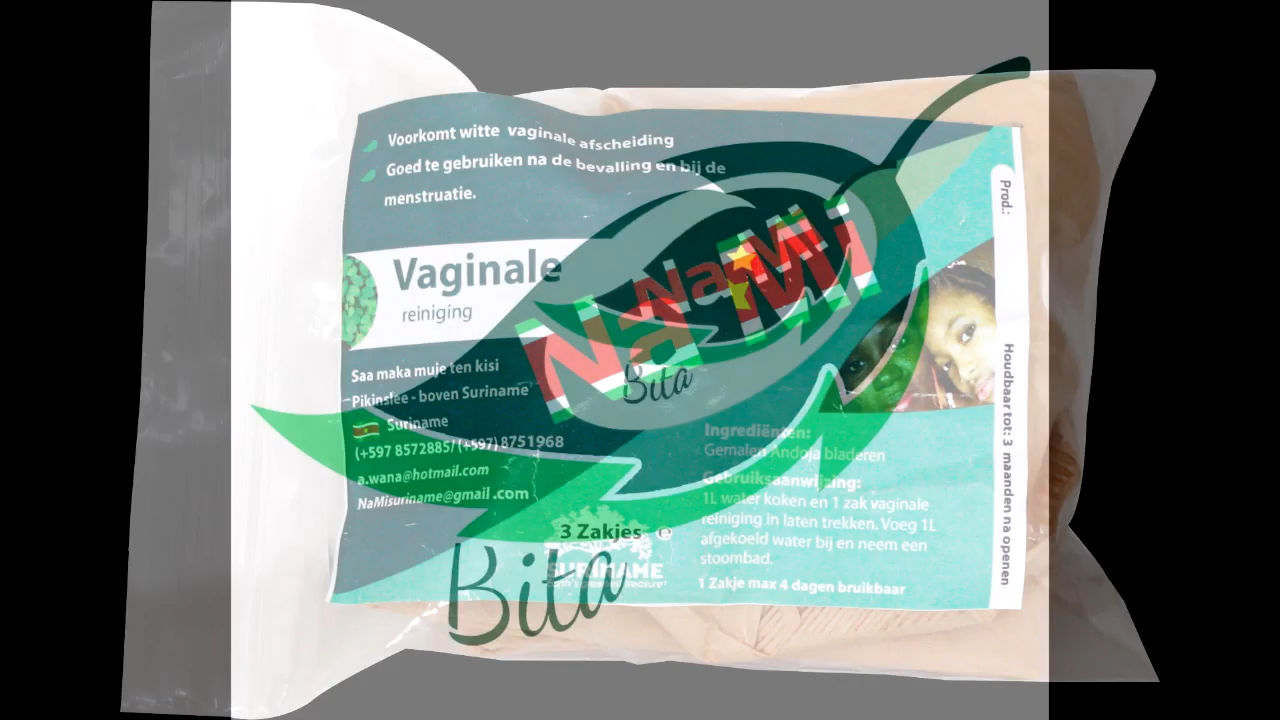 Voorkomt witte vaginale afscheiding
Goed te gebruiken na de bevalling en bij de
menstruatie.
Vaginale
reiniging
NaMi
NaMi
Bita
Saa maka muje ten kisi
Pikinslee - boven Suriname
Suriname
(+597 8572885/ (+597) 8751968
a.wana@hotmail.com
NaMisuriname@gmail.com
Ingrediënten:
Gemalen Andoja bladeren
Gebruiksaanwijzing:
1L water koken en 1 zak vaginale
reiniging in laten trekken. Voeg 1L
afgekoeld water bij en neem een
stoombad.
1 Zakje max 4 dagen bruikbaar
3 Zakjes e
SURINAME
Bita
Prod.:
Houdbaar tot: 3 maanden na openen